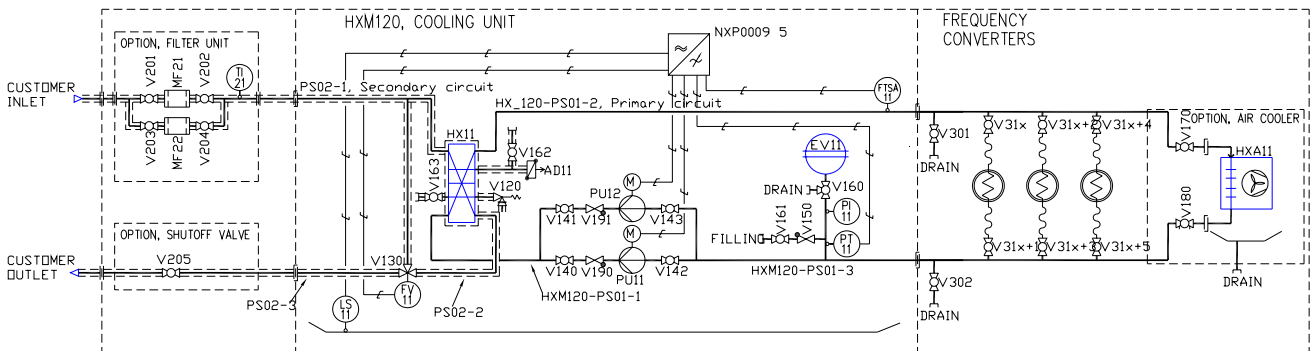 HXM120, COOLING UNIT
FREQUENCY
CONVERTERS
NXP0009 5
OPTION, FILTER UNIT
V201
MF21
V202
TI
21
CUSTOMER
INLET
V203
MF22
V204
PS02-1, Secondary circuit
HX_120-PS01-2, Primary circuit
FTSA
11
HX11
V162
AD11
V163
V120
EV11
DRAIN
V160
M
PU12
V141
V191
V143
V161
V150
PI
11
FILLING
PT
11
M
PU11
V140
V190
V142
HXM120-PS01-3
HXM120-PS01-1
V301
DRAIN
V31x
V31x+2
V31x+4
OPTION, AIR COOLER
V170
HXA11
V180
V31x+1
V31x+3
V31x+5
V302
DRAIN
DRAIN
OPTION, SHUTOFF VALVE
V205
CUSTOMER
OUTLET
V130
FV
11
LS
11
PS02-3
PS02-2